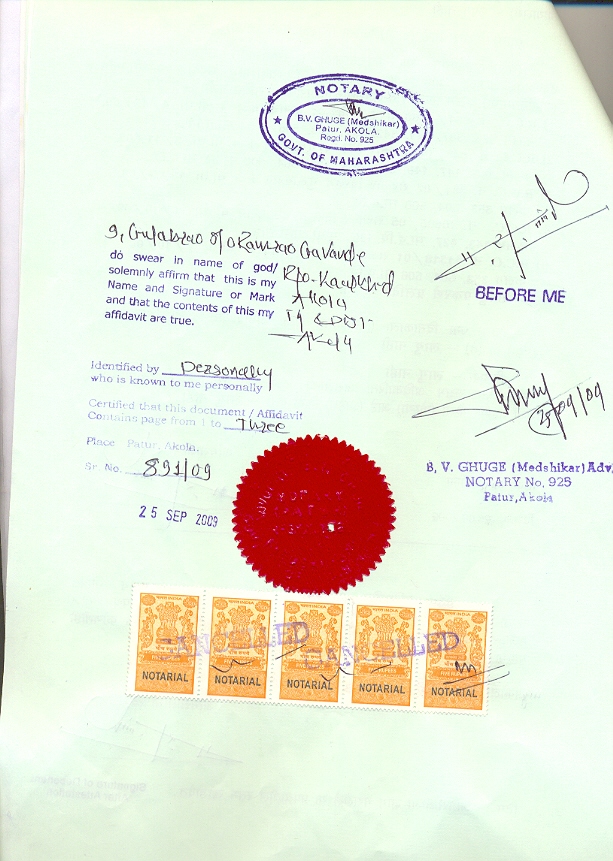 NOTARY
B.V. GHUGE (Medshikar)
Patur, AKOLA.
Regd. No. 925
GOVT. OF MAHARASHTRA
I, Gulabrao S/o Ramrao Gavande
do swear in name of god/
solemnly affirm that this is my
Name and Signature or Mark
and that the contents of this my
affidavit are true.
R/o. Kaulkhed
Akola
Tq & Dist
Akola
BEFORE ME
Identified by Personally
who is known to me personally
Certified that this document / Affidavit
Contains page from 1 to Three
Place Patur, Akola.
Sr. No. 891/09
25 SEP 2009
25/09/09
B. V. GHUGE (Medshikar) Adv.
NOTARY No. 925
Patur, Akola
CANCELLED CANCELLED
NOTARIAL NOTARIAL NOTARIAL NOTARIAL NOTARIAL